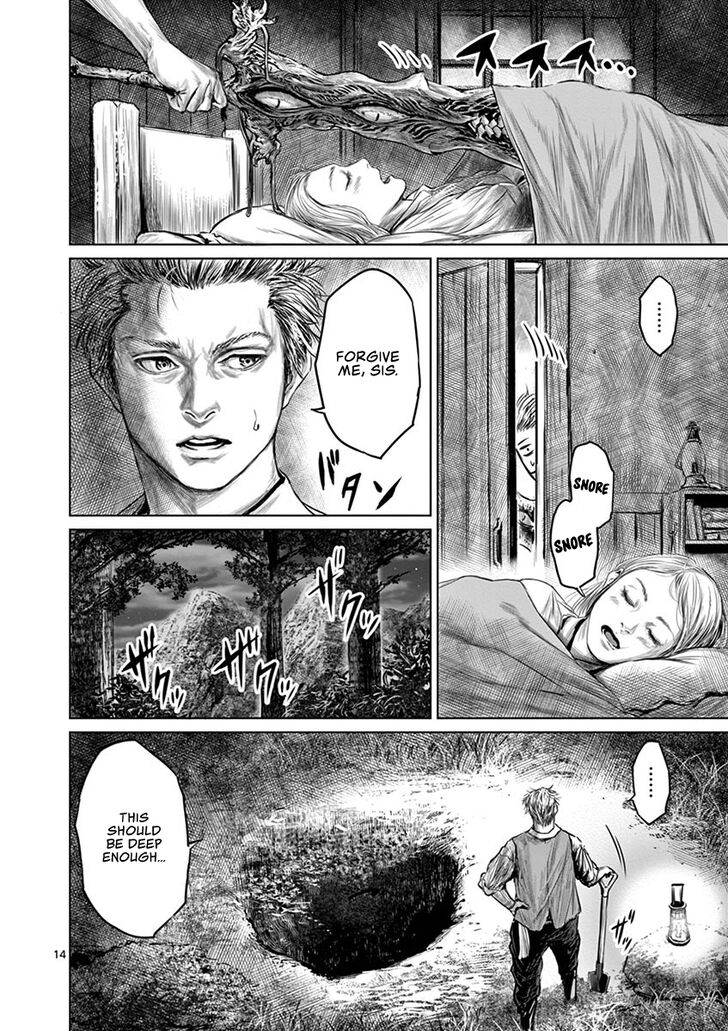 ススス…
……
SNORE
SNORE
FORGIVE
ME, SIS.
バタンッ
ザクッ
ザクッ
ザクッ
……
THIS
SHOULD
BE DEEP
ENOUGH...
ザッ
14